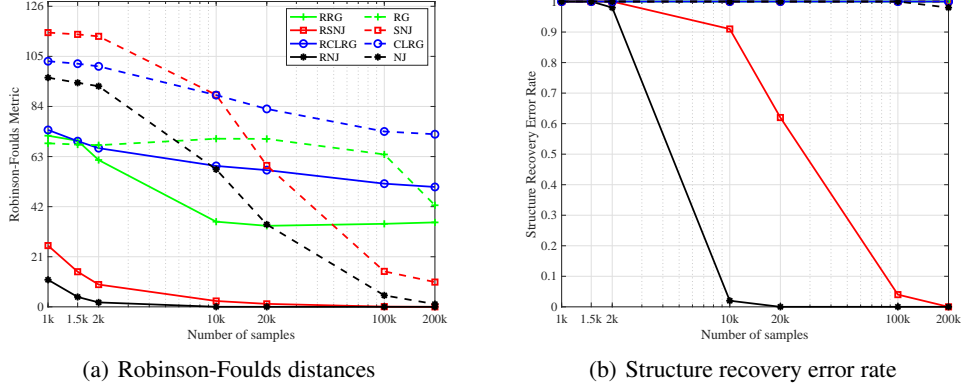 126
105
84
63
42
21
0
Robinson-Foulds Metric
RRG
RSNJ
RCLRG
RNJ
RG
SNJ
CLRG
NJ
1k 1.5k 2k 10k 20k 100k 200k
Number of samples
(a) Robinson-Foulds distances
1
0.9
0.8
0.7
0.6
0.5
0.4
0.3
0.2
0.1
0
Structure Recovery Error Rate
1k 1.5k 2k 10k 20k 100k 200k
Number of samples
(b) Structure recovery error rate